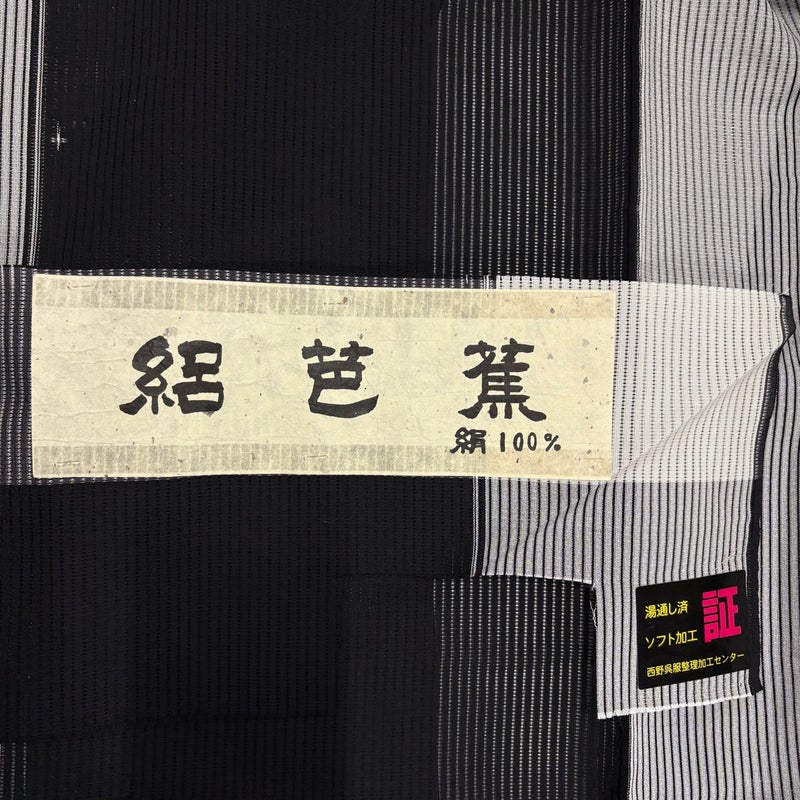 絽芭蕉
絹100%
湯通し済
ソフト加工
証
西野呉服整理加工センター